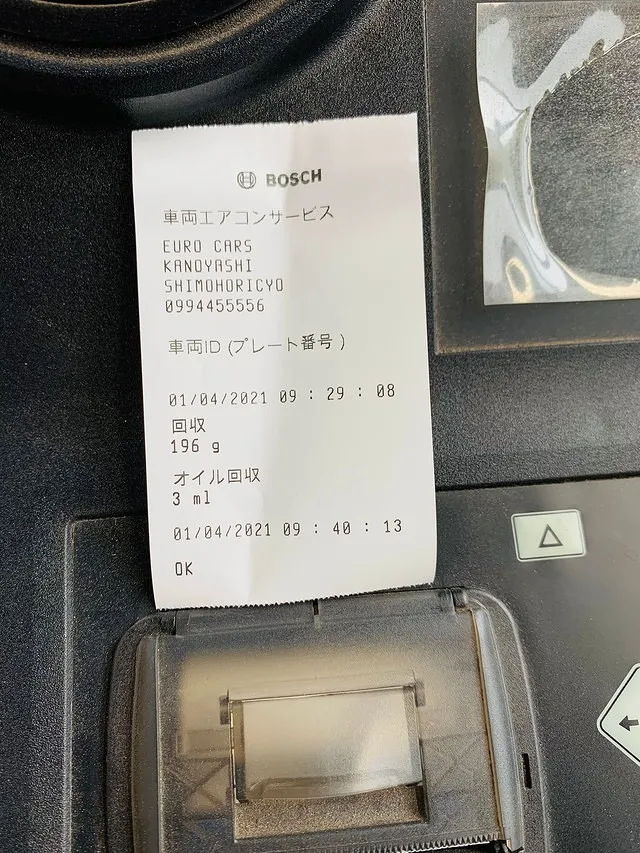 BOSCH
車両エアコンサービス
EURO CARS
KANOYASHI
SHIMOHORICYO
0994455556
車両ID (プレート番号 )
01/04/2021 09 : 29 : 08
回収
196 g
オイル回収
3 ml
01/04/2021 09 : 40 : 13
OK